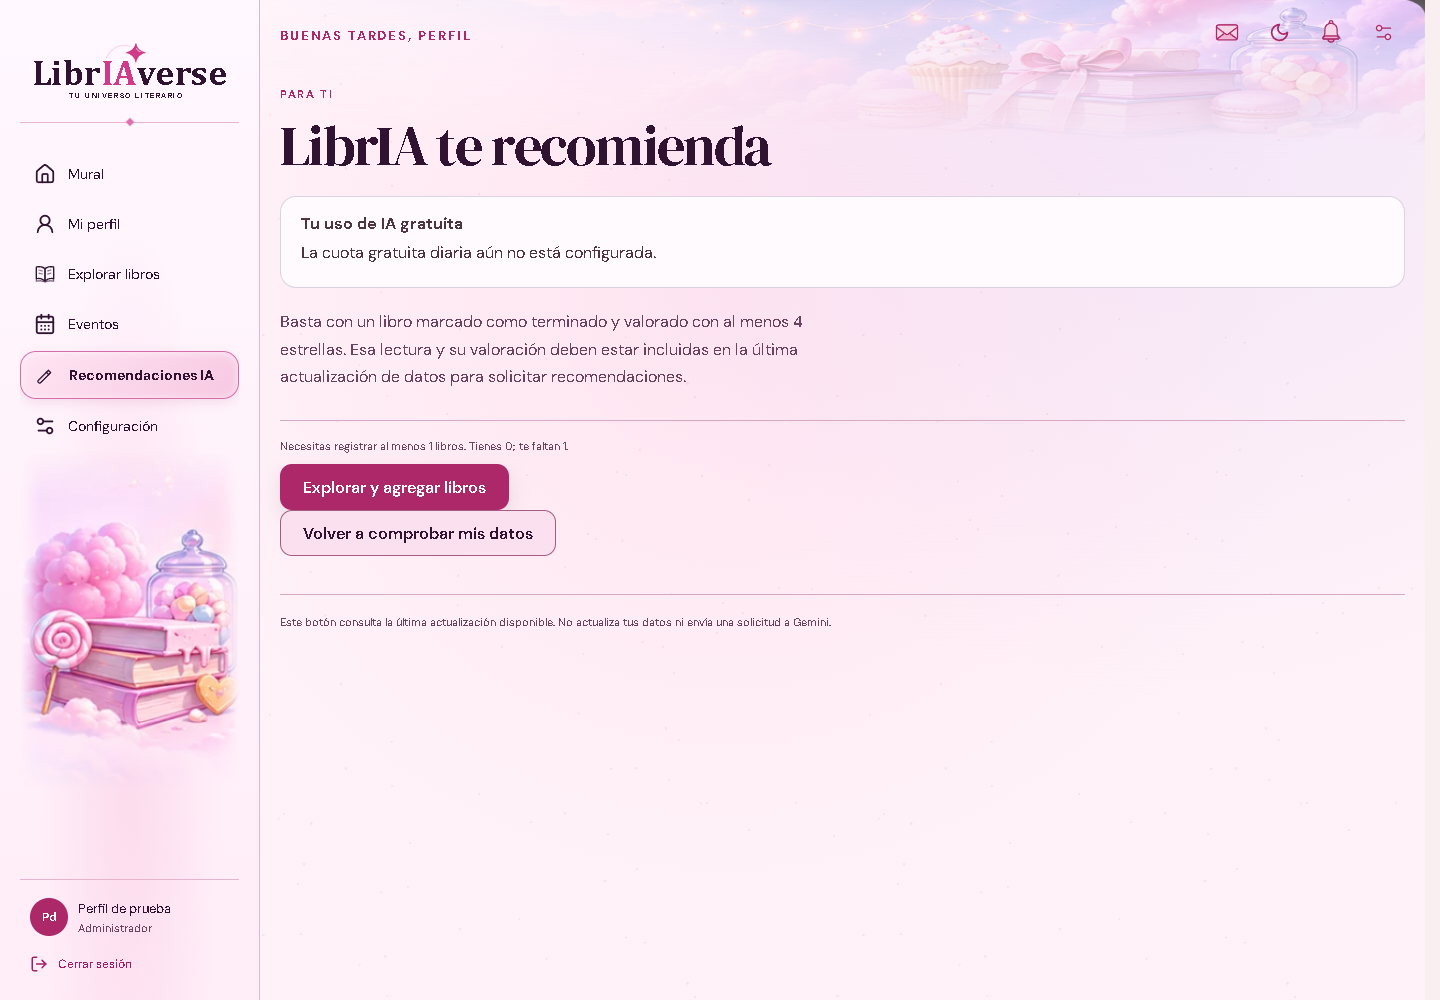 LibrIAverse
TU UNIVERSO LITERARIO
Mural
Mi perfil
Explorar libros
Eventos
Recomendaciones IA
Configuración
Pd
Perfil de prueba
Administrador
Cerrar sesión
BUENAS TARDES, PERFIL
PARA TI
LibrIA te recomienda
Tu uso de IA gratuita
La cuota gratuita diaria aún no está configurada.
Basta con un libro marcado como terminado y valorado con al menos 4
estrellas. Esa lectura y su valoración deben estar incluidas en la última
actualización de datos para solicitar recomendaciones.
Necesitas registrar al menos 1 libros. Tienes 0; te faltan 1.
Explorar y agregar libros
Volver a comprobar mis datos
Este botón consulta la última actualización disponible. No actualiza tus datos ni envía una solicitud a Gemini.